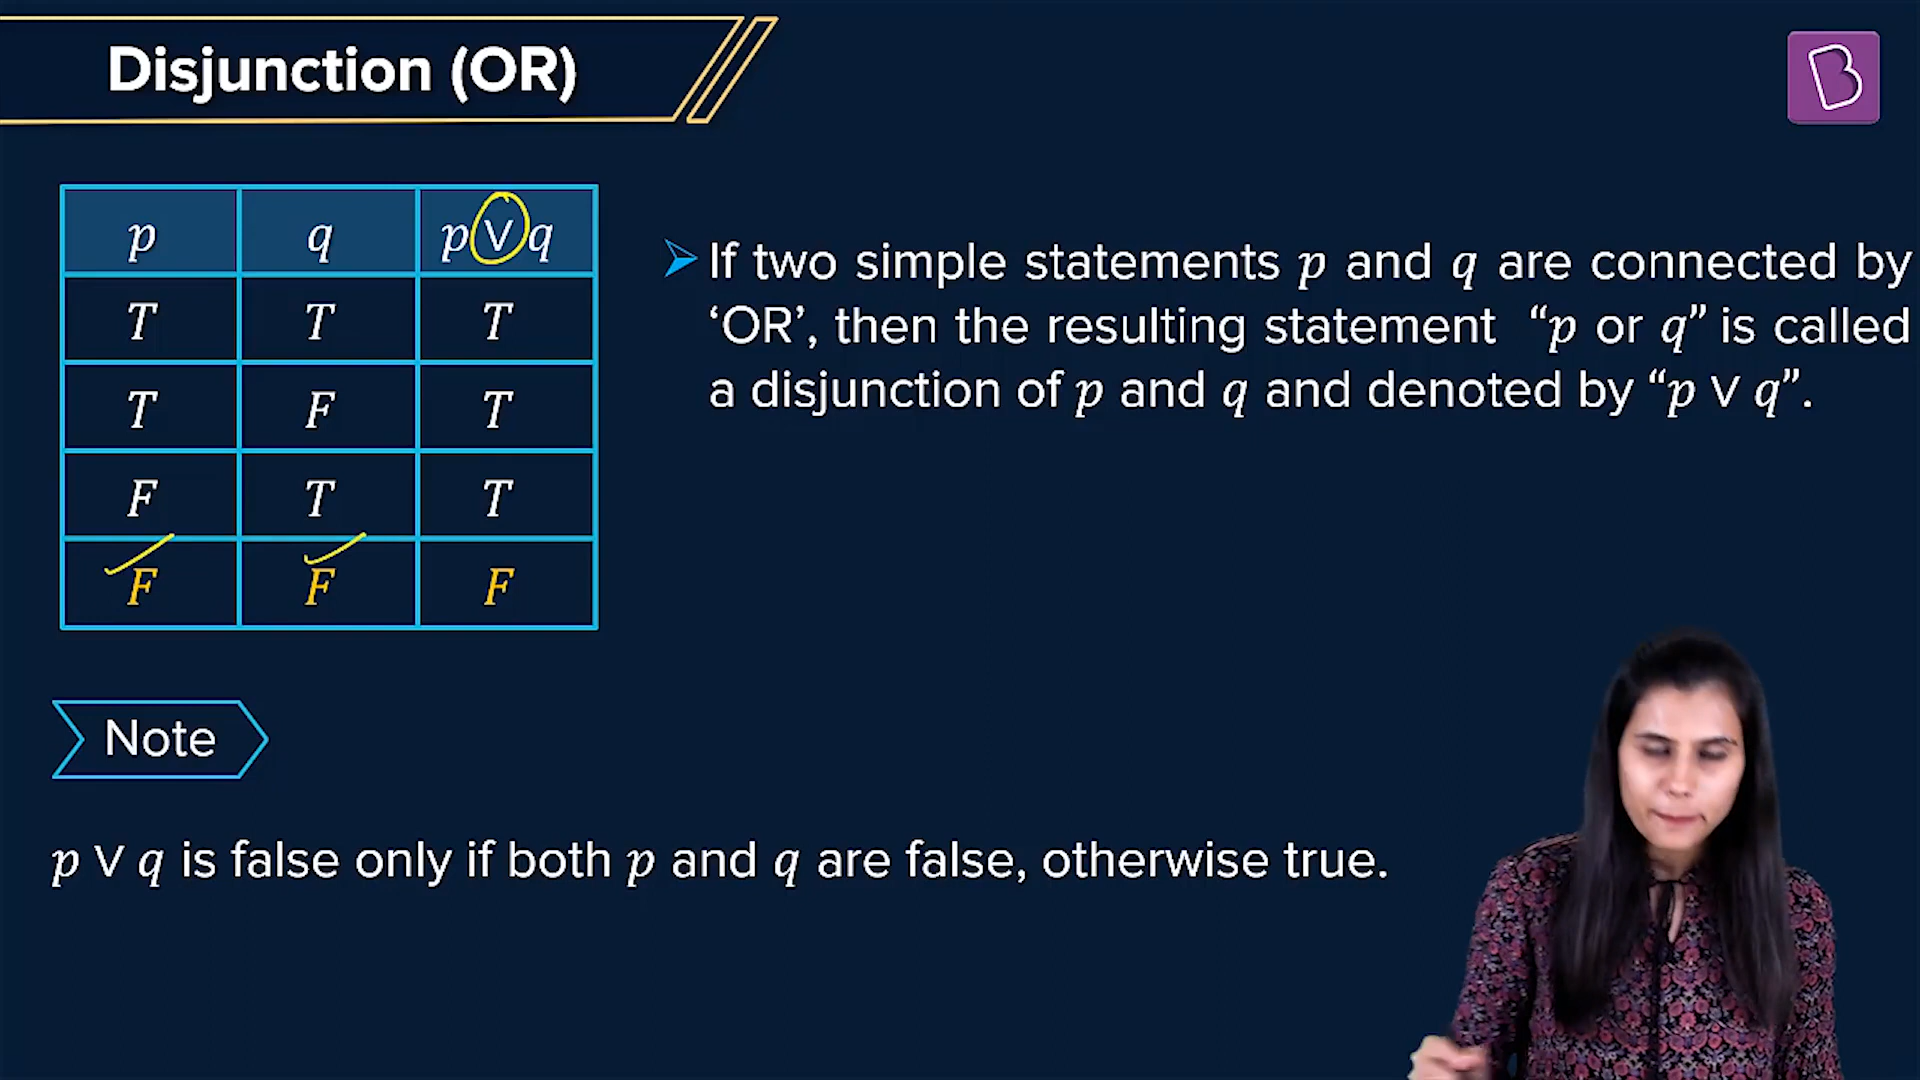 Disjunction (OR)
B
p q p ∨ q
T T T
T F T
F T T
F F F
If two simple statements p and q are connected by
‘OR’, then the resulting statement “p or q” is called
a disjunction of p and q and denoted by “p ∨ q”.
Note
p ∨ q is false only if both p and q are false, otherwise true.